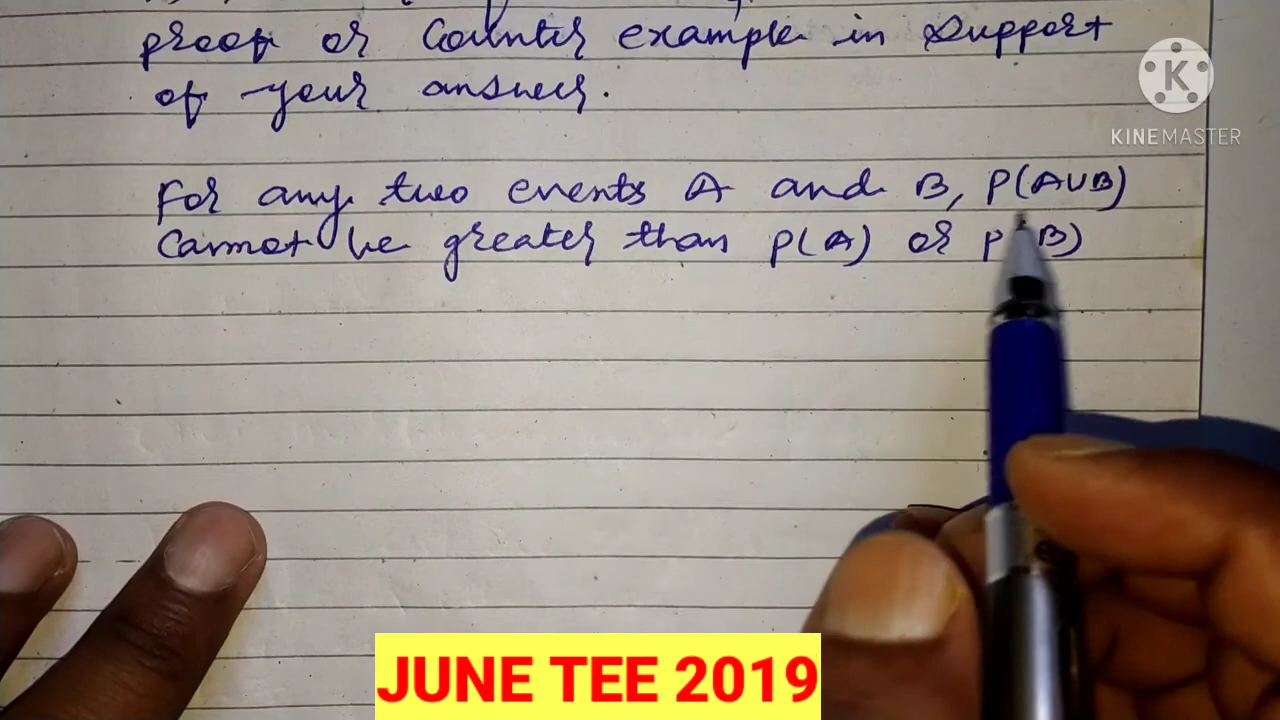 proof or Counter example in support
of your answer.
KINEMASTER
For any two events A and B, P(AUB)
Cannot be greater than P(A) or P(B)
JUNE TEE 2019